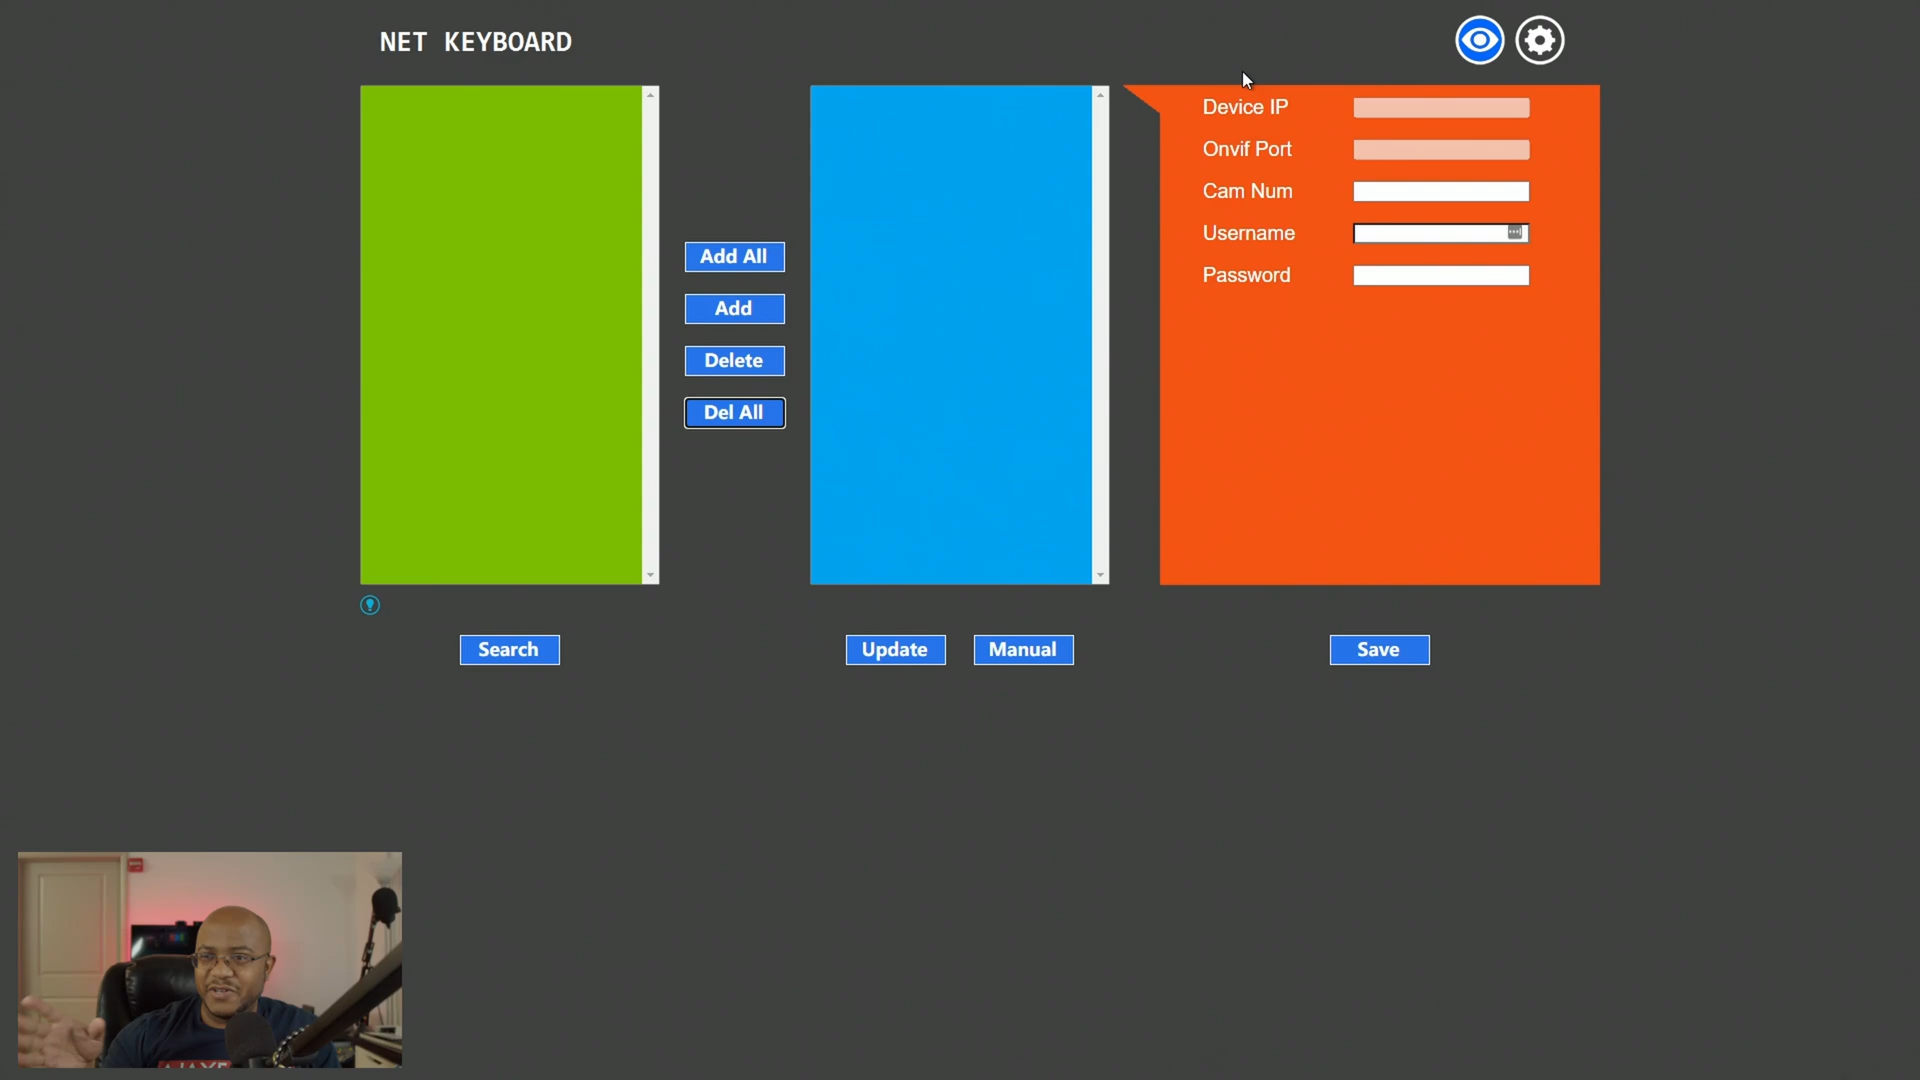 NET KEYBOARD
Device IP
Onvif Port
Cam Num
Username
Password
Add All
Add
Delete
Del All
Search
Update
Manual
Save